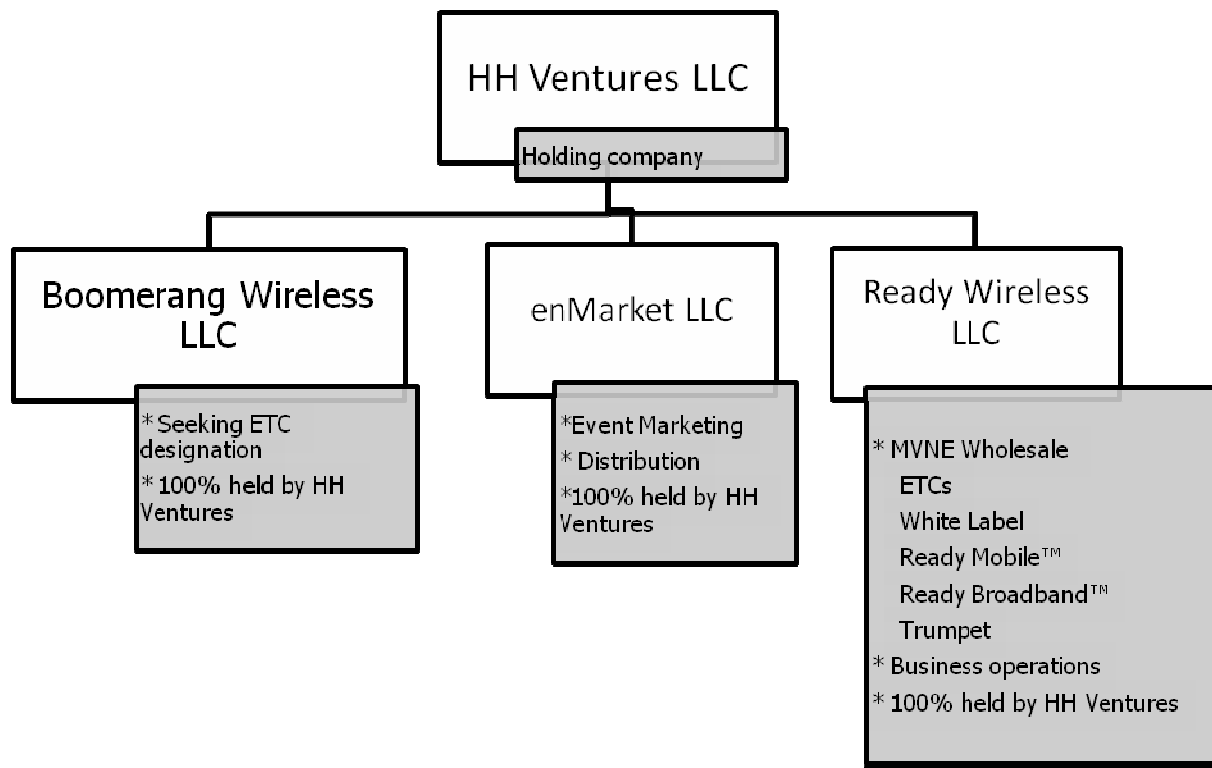 HH Ventures LLC
Holding company
Boomerang Wireless
LLC
* Seeking ETC
designation
* 100% held by HH
Ventures
enMarket LLC
*Event Marketing
* Distribution
*100% held by HH
Ventures
Ready Wireless
LLC
* MVNE Wholesale
ETCs
White Label
Ready Mobile™
Ready Broadband™
Trumpet
* Business operations
* 100% held by HH Ventures